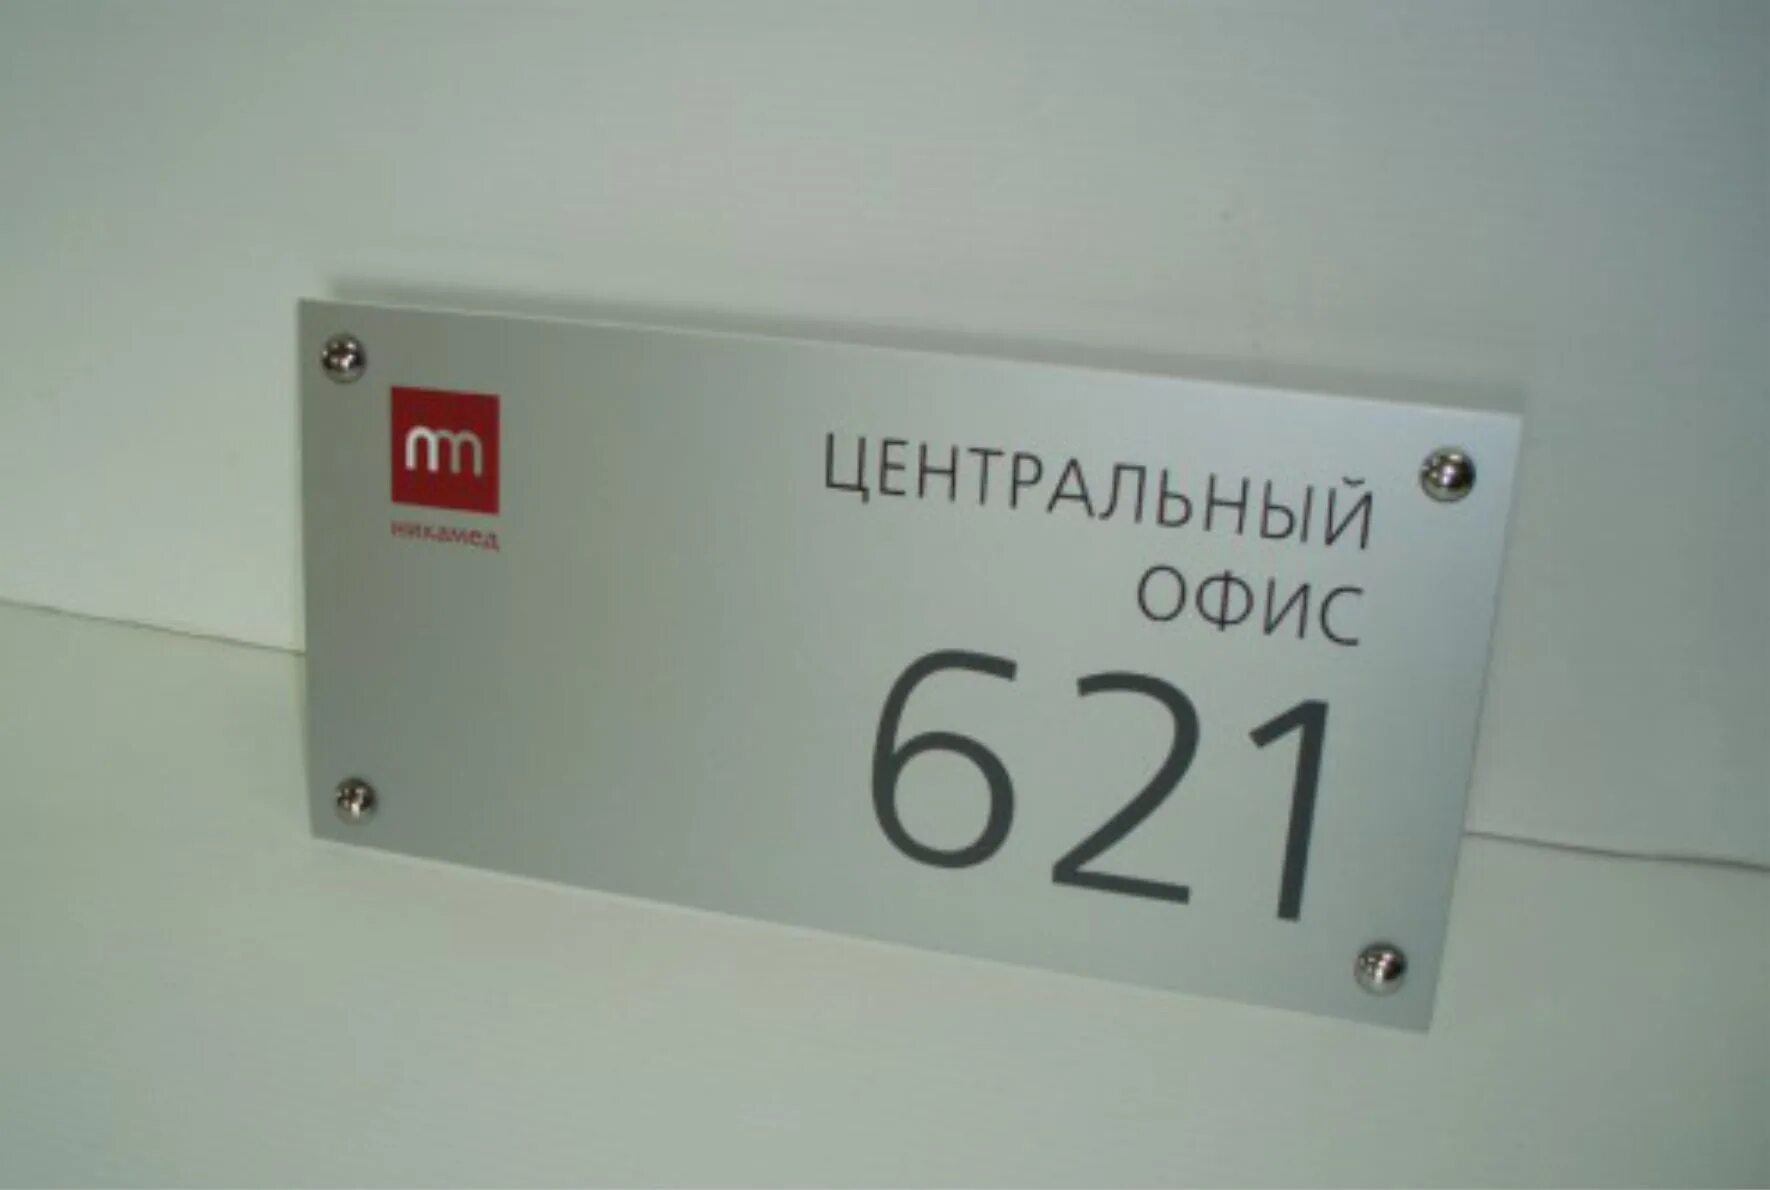 никамед
ЦЕНТРАЛЬНЫЙ
ОФИС
621